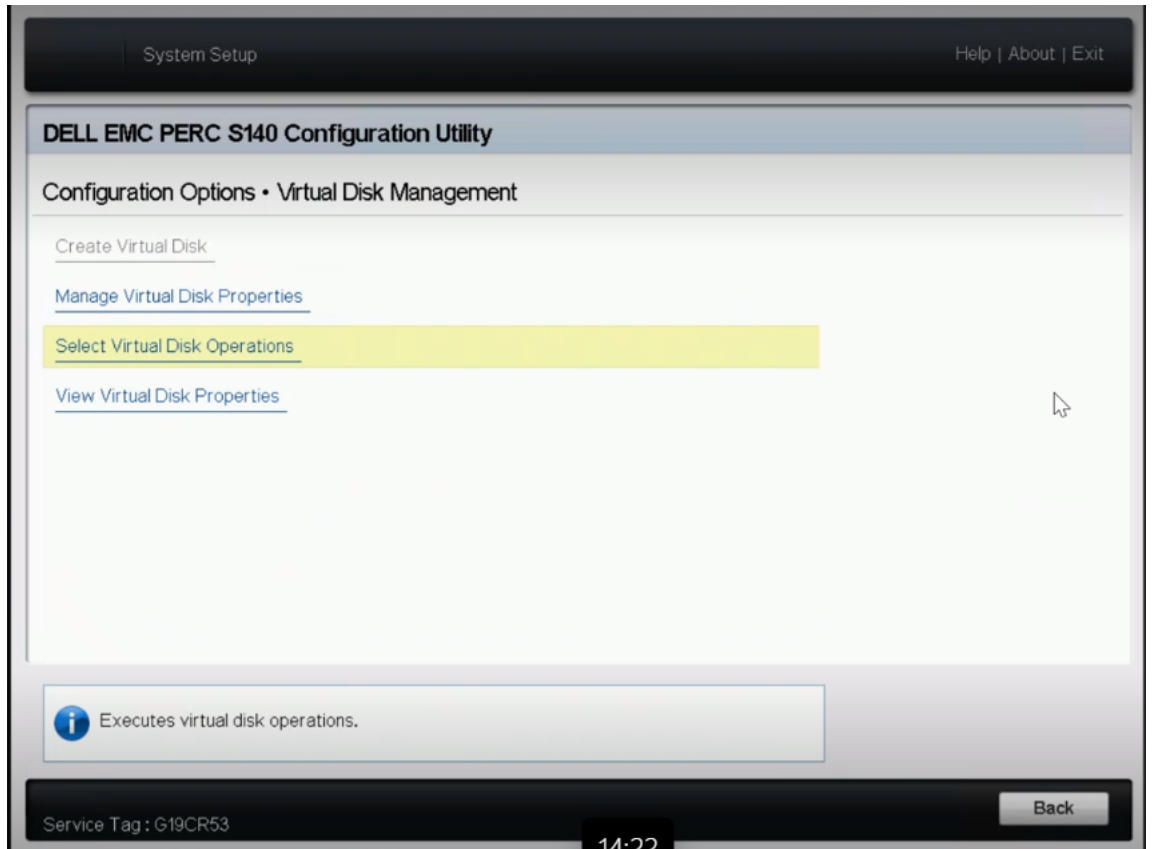 System Setup
Help | About | Exit
DELL EMC PERC S140 Configuration Utility
Configuration Options • Virtual Disk Management
Create Virtual Disk
Manage Virtual Disk Properties
Select Virtual Disk Operations
View Virtual Disk Properties
Executes virtual disk operations.
Back
Service Tag : G19CR53
14:22